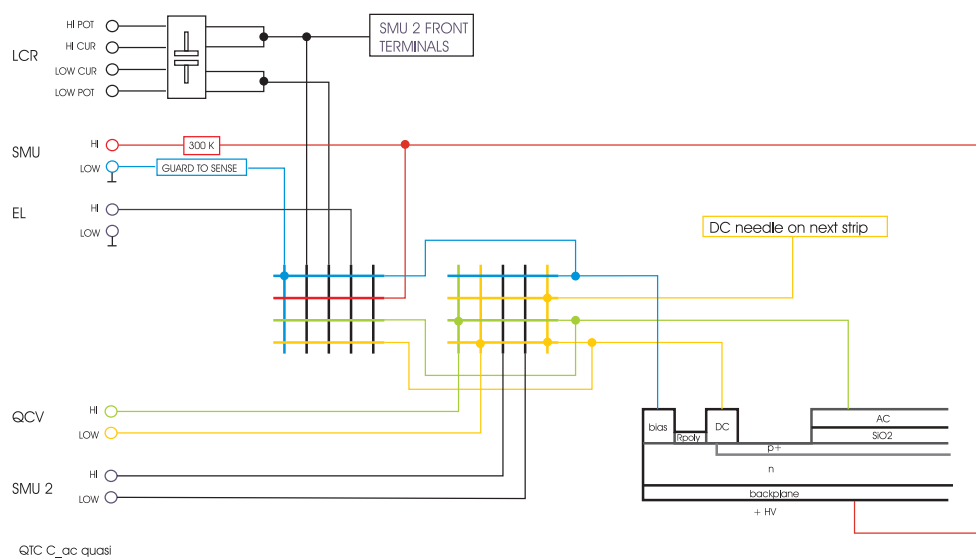 LCR
HI POT
HI CUR
LOW CUR
LOW POT
SMU 2 FRONT
TERMINALS
SMU
HI
300 K
LOW
GUARD TO SENSE
EL
HI
LOW
DC needle on next strip
QCV
HI
LOW
SMU 2
HI
LOW
bias
Rpoly
DC
AC
SiO2
p+
n
backplane
+ HV
QTC C_ac quasi